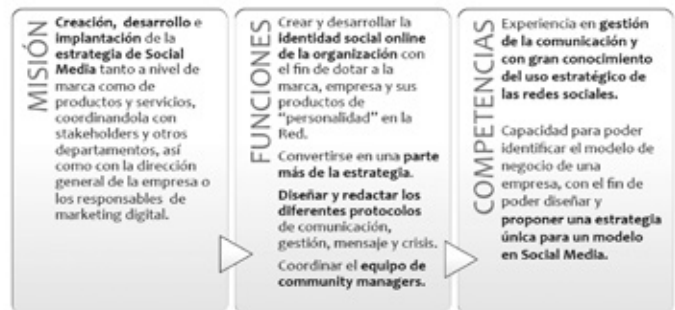 MISIÓN
Creación, desarrollo e
implantación de la
estrategia de Social
Media tanto a nivel de
marca como de
productos y servicios,
coordinandola con
stakeholders y otros
departamentos, así
como con la dirección
general de la empresa o
los responsables de
marketing digital.
FUNCIONES
Crear y desarrollar la
identidad social online
de la organización con
el fin de dotar a la
marca, empresa y sus
productos de
“personalidad” en la
Red.
Convertirse en una parte
más de la estrategia.
Diseñar y redactar los
diferentes protocolos
de comunicación,
gestión, mensaje y crisis.
Coordinar el equipo de
community managers.
COMPETENCIAS
Experiencia en gestión
de la comunicación y
con gran conocimiento
del uso estratégico de
las redes sociales.
Capacidad para poder
identificar el modelo de
negocio de una
empresa, con el fin de
poder diseñar y
proponer una estrategia
única para un modelo
en Social Media.